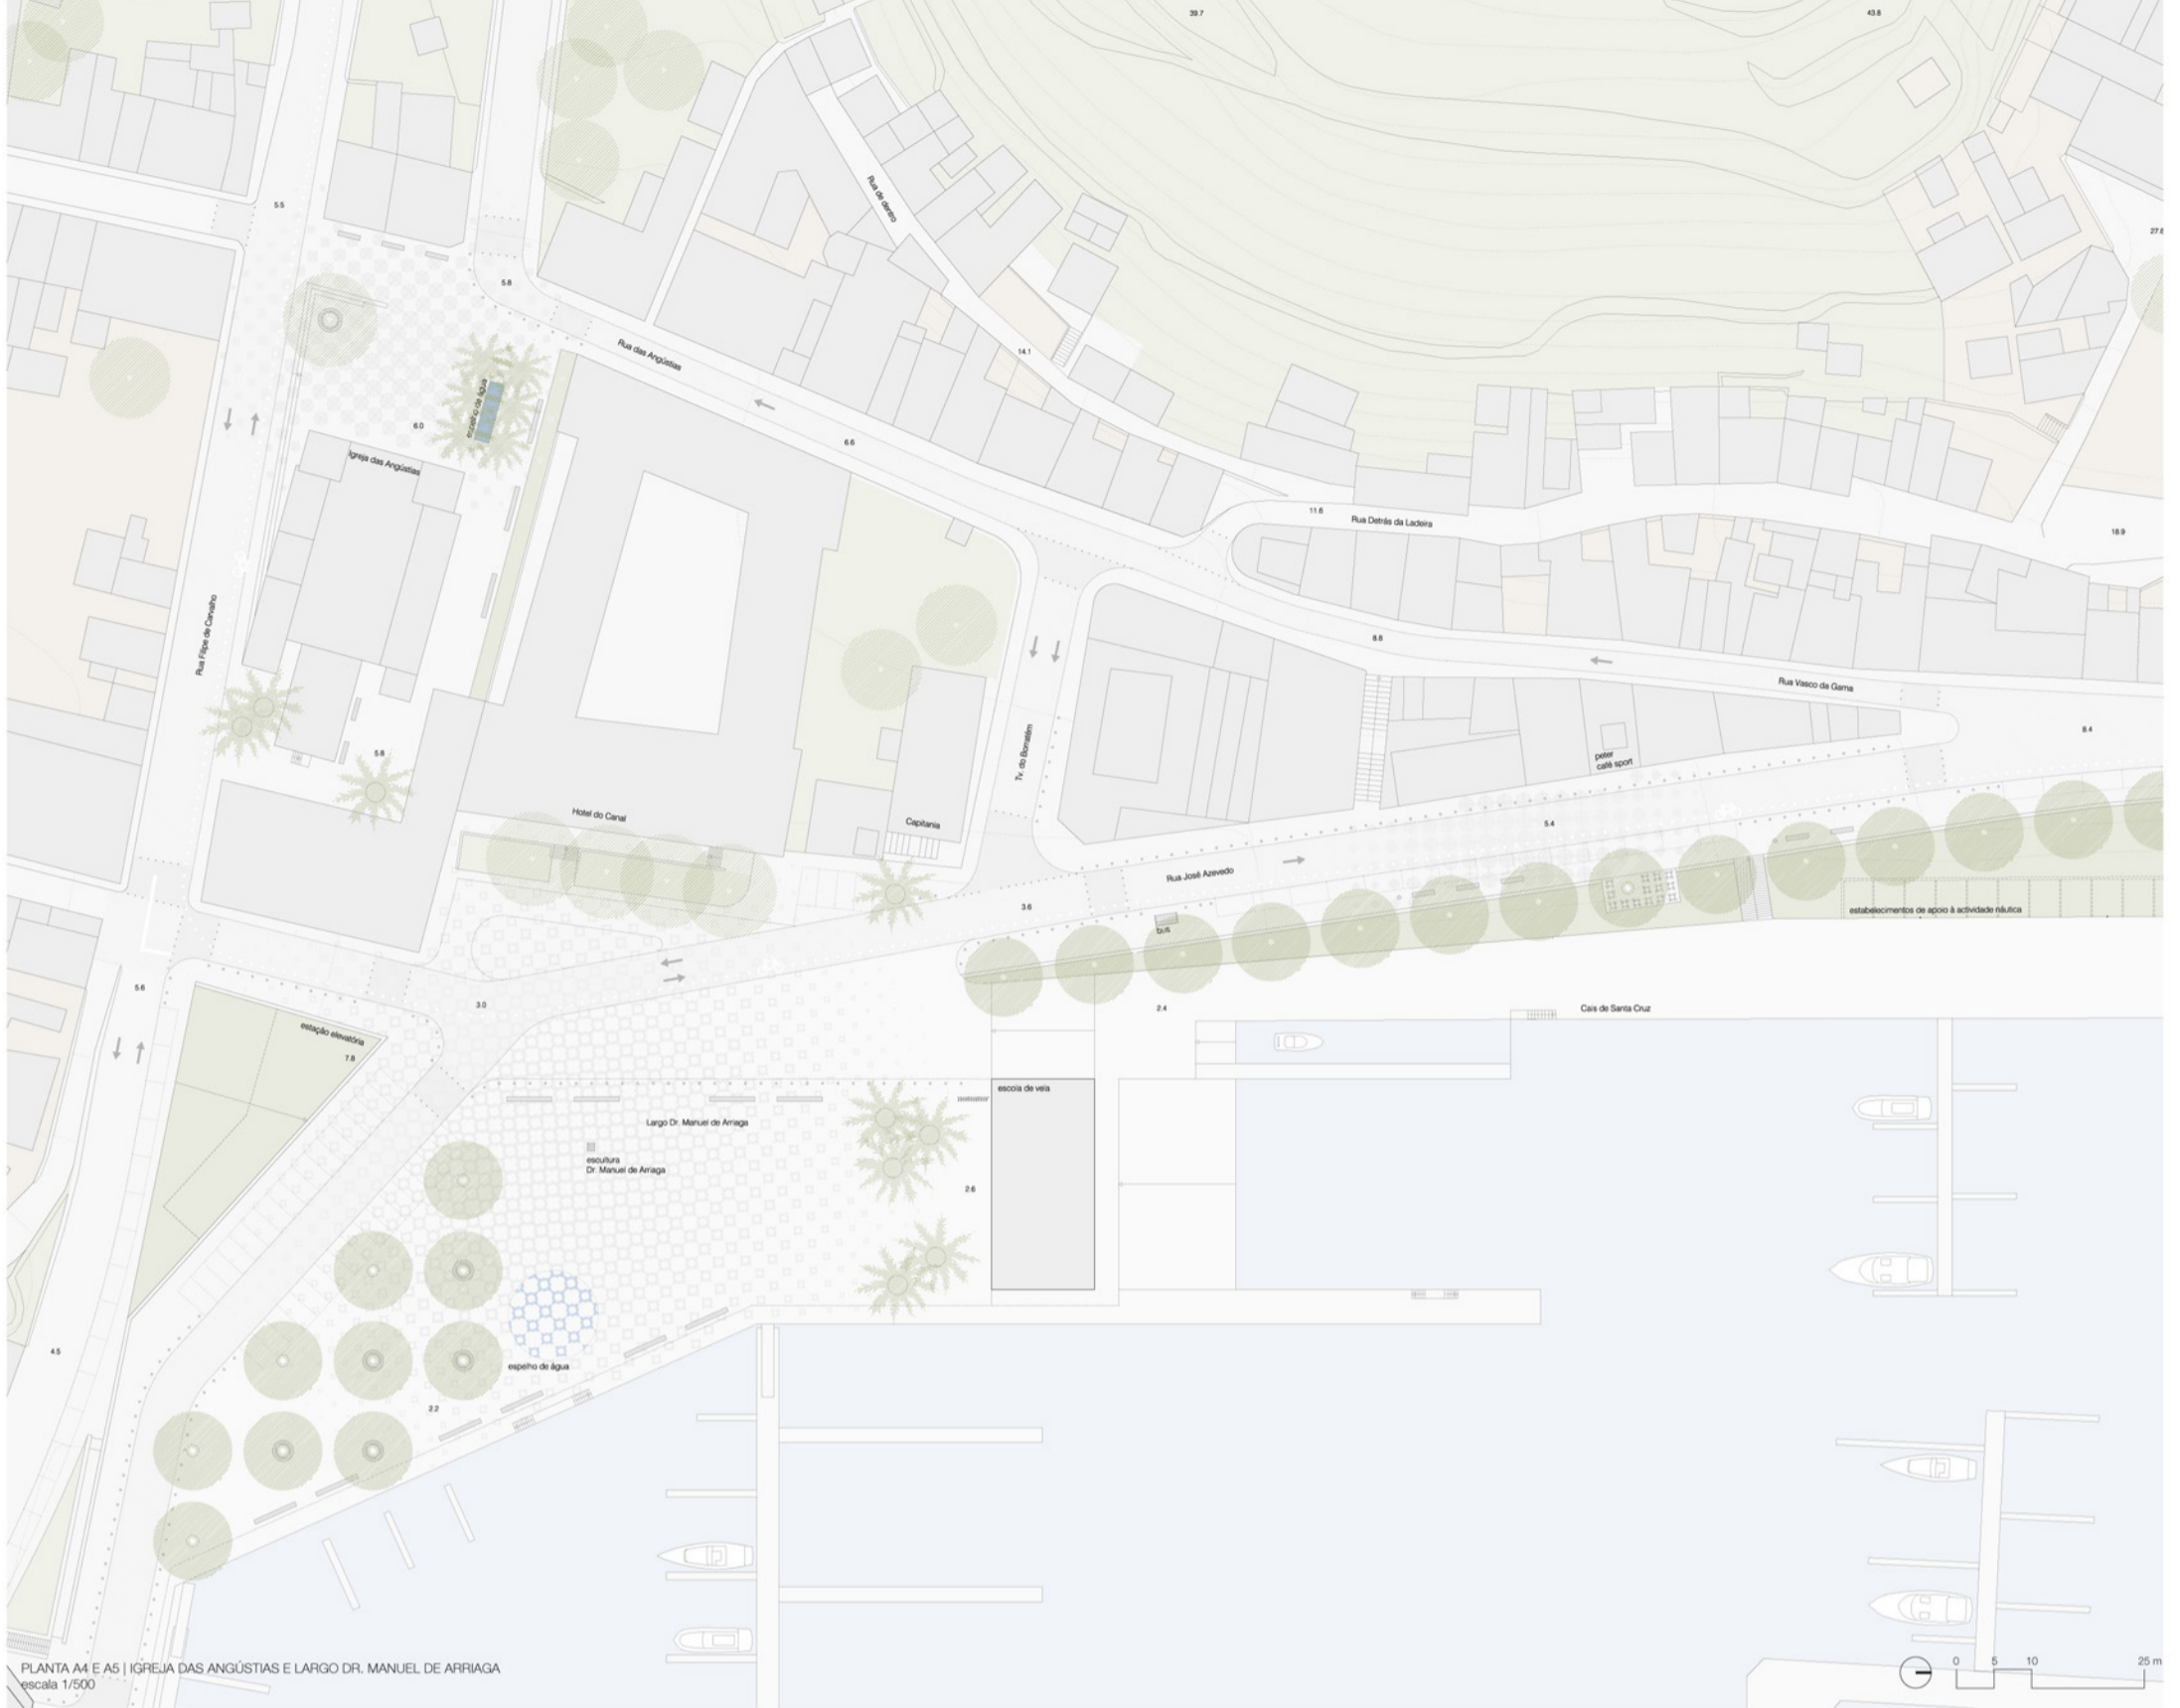 39.7
43.8
5.5
Rua de dentro
27.6
5.8
Rua das Angústias
14.1
espelho de água
6.0
6.6
Igreja das Angústias
11.6
Rua Detrás da Ladeira
18.9
Rua Filipe de Carvalho
8.8
Rua Vasco da Gama
8.4
5.8
Tv. do Borratém
peter
café sport
Hotel do Canal
Capitania
5.4
Rua José Azevedo
3.6
estabelecimentos de apoio à actividade náutica
bus
5.6
3.0
2.4
Cais de Santa Cruz
estação elevatória
7.8
escola de vela
Largo Dr. Manuel de Arriaga
escultura
Dr. Manuel de Arriaga
2.6
4.5
espelho de água
2.2
PLANTA A4 E A5 | IGREJA DAS ANGÚSTIAS E LARGO DR. MANUEL DE ARRIAGA
escala 1/500
0 5 10 25 m